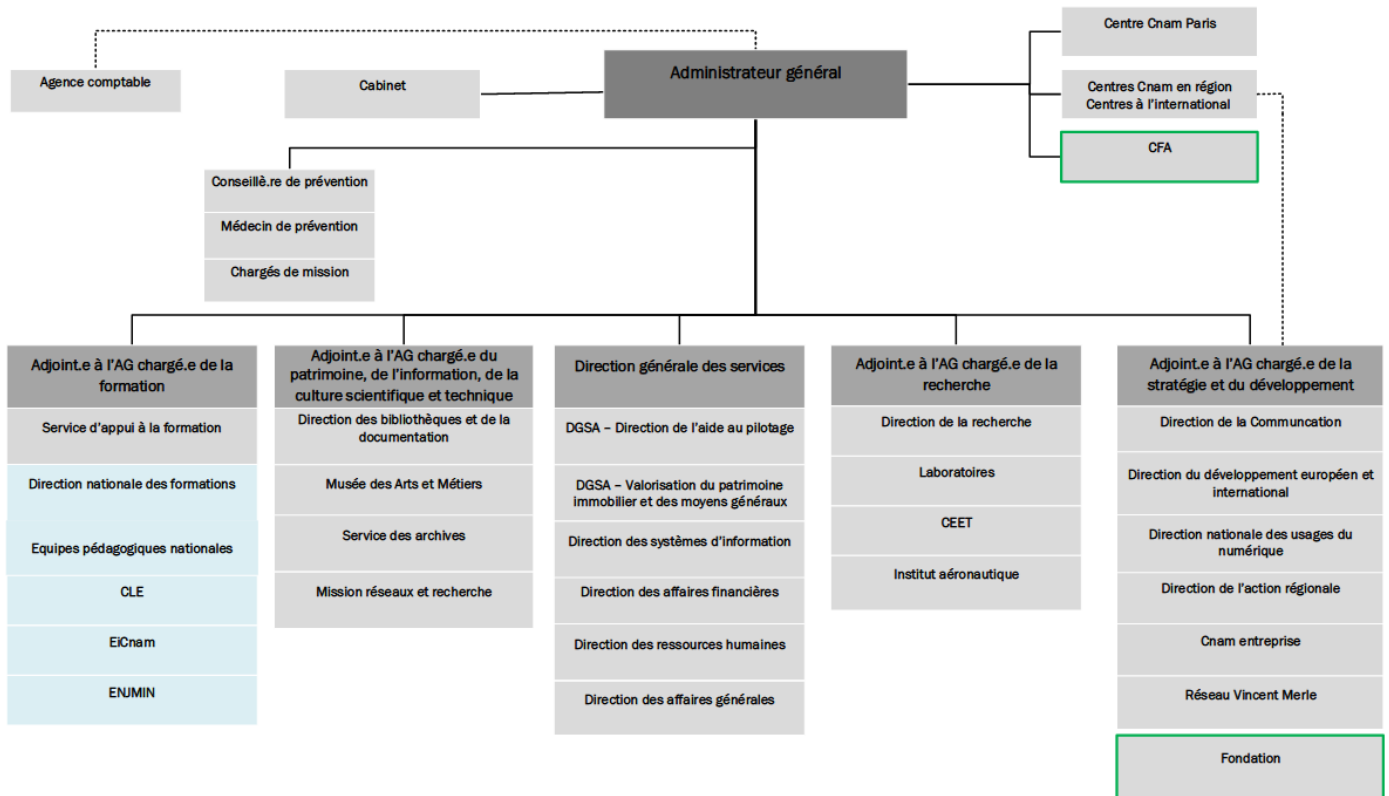 Centre Cnam Paris
Administrateur général
Agence comptable
Cabinet
Centres Cnam en région
Centres à l'international
CFA
Conseillè.re de prévention
Médecin de prévention
Chargés de mission
Adjoint.e à l'AG chargé.e de la
formation
Service d'appui à la formation
Direction nationale des formations
Equipes pédagogiques nationales
CLE
EiCnam
ENJMIN
Adjoint.e à l'AG chargé.e du
patrimoine, de l'information, de la
culture scientifique et technique
Direction des bibliothèques et de la
documentation
Musée des Arts et Métiers
Service des archives
Mission réseaux et recherche
Direction générale des services
DGSA – Direction de l'aide au pilotage
DGSA – Valorisation du patrimoine
immobilier et des moyens généraux
Direction des systèmes d'information
Direction des affaires financières
Direction des ressources humaines
Direction des affaires générales
Adjoint.e à l'AG chargé.e de la
recherche
Direction de la recherche
Laboratoires
CEET
Institut aéronautique
Adjoint.e à l'AG chargé.e de la
stratégie et du développement
Direction de la Communcation
Direction du développement européen et
international
Direction nationale des usages du
numérique
Direction de l'action régionale
Cnam entreprise
Réseau Vincent Merle
Fondation